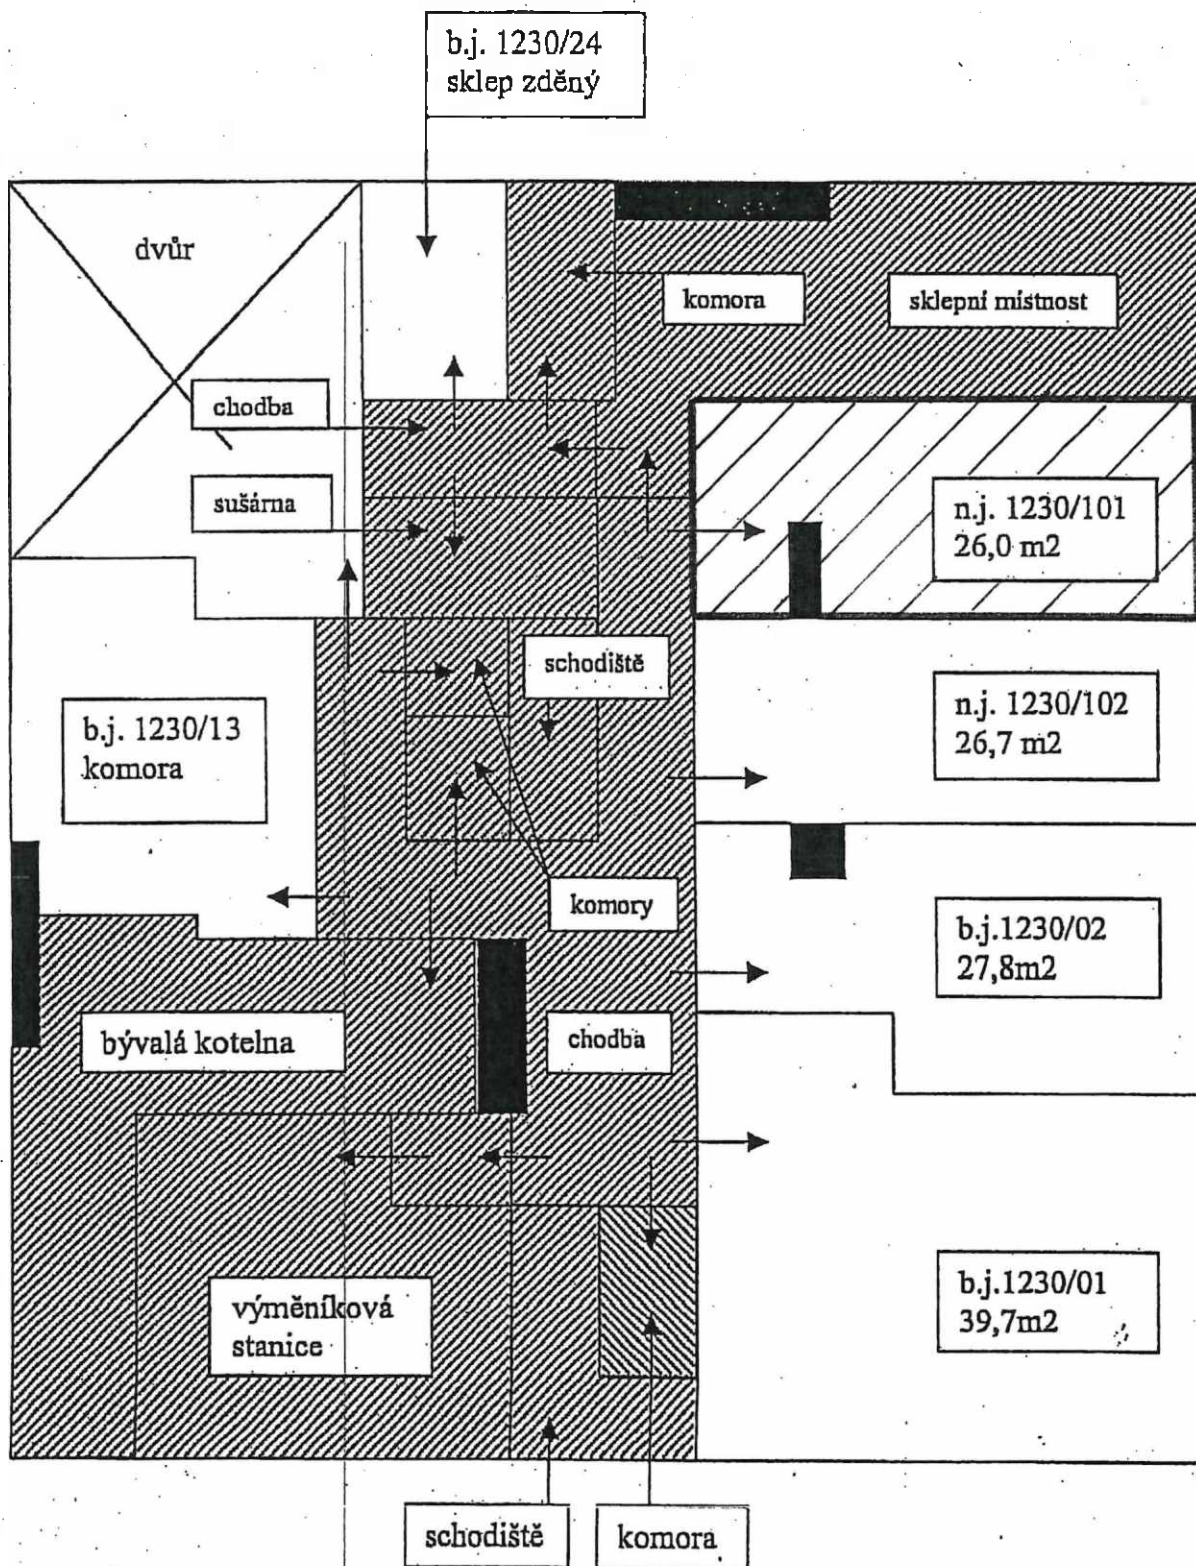 b.j. 1230/24
sklep zděný
dvůr
komora
sklepní místnost
chodba
sušárna
n.j. 1230/101
26,0 m2
schodiště
b.j. 1230/13
komora
n.j. 1230/102
26,7 m2
komory
b.j.1230/02
27,8m2
bývalá kotelna
chodba
výměníková
stanice
b.j.1230/01
39,7m2
schodiště
komora